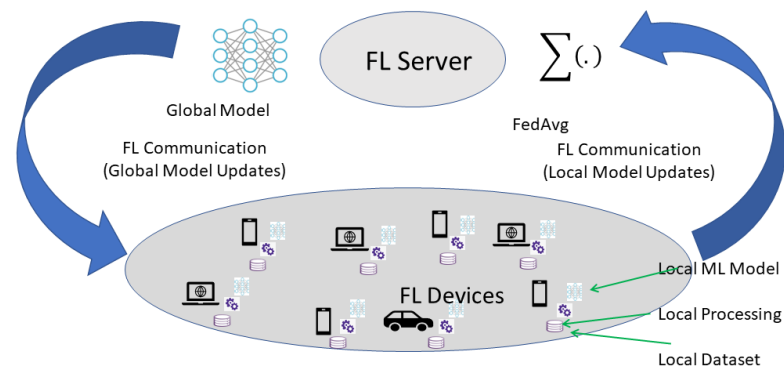 FL Server
∑(.)
Global Model
FedAvg
FL Communication
(Global Model Updates)
FL Communication
(Local Model Updates)
FL Devices
Local ML Model
Local Processing
Local Dataset